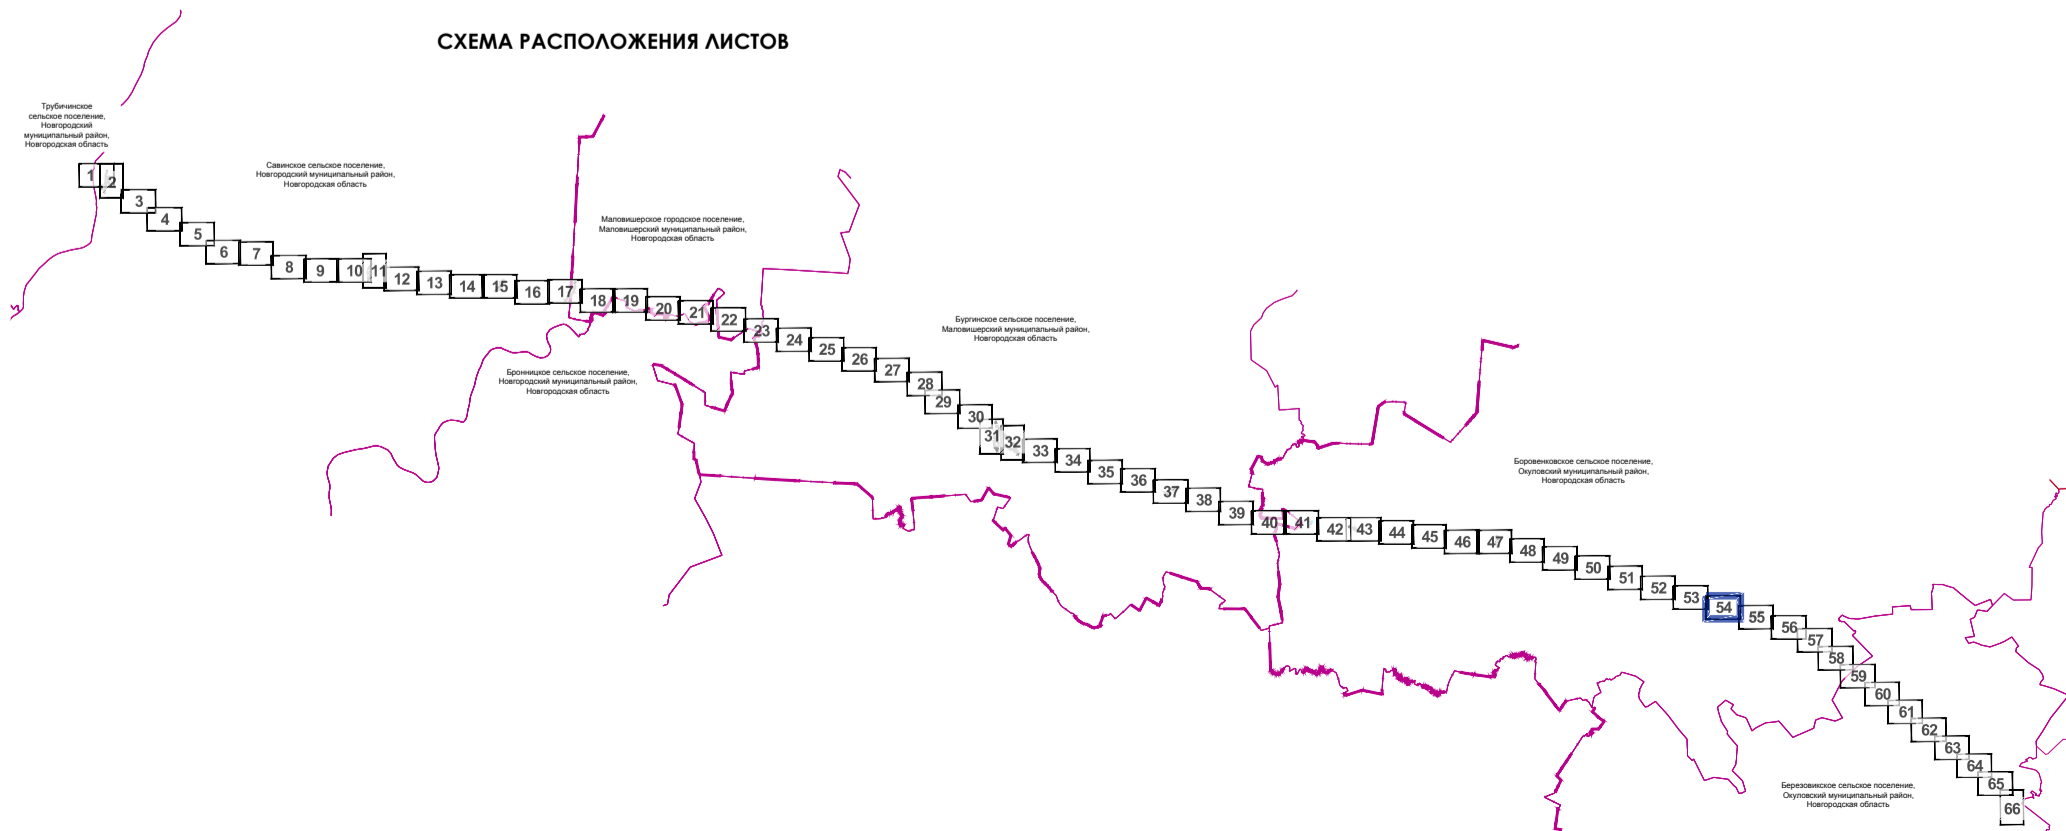 СХЕМА РАСПОЛОЖЕНИЯ ЛИСТОВ
Трубичинское
сельское поселение,
Новгородский
муниципальный район,
Новгородская область
Савинское сельское поселение,
Новгородский муниципальный район,
Новгородская область
Маловишерское городское поселение,
Маловишерский муниципальный район,
Новгородская область
Бронницкое сельское поселение,
Новгородский муниципальный район,
Новгородская область
Бургинское сельское поселение,
Маловишерский муниципальный район,
Новгородская область
Боровенковское сельское поселение,
Окуловский муниципальный район,
Новгородская область
Березовикское сельское поселение,
Окуловский муниципальный район,
Новгородская область
1
2
3
4
5
6
7
8
9
10
11
12
13
14
15
16
17
18
19
20
21
22
23
24
25
26
27
28
29
30
31
32
33
34
35
36
37
38
39
40
41
42
43
44
45
46
47
48
49
50
51
52
53
54
55
56
57
58
59
60
61
62
63
64
65
66